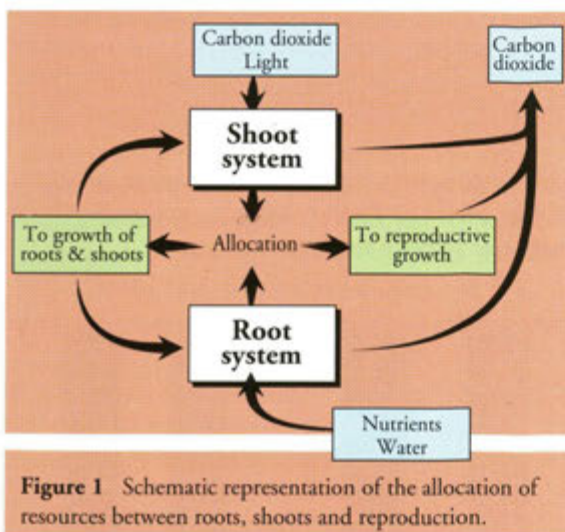 Carbon dioxide
Light
Carbon
dioxide
Shoot
system
To growth of
roots & shoots
Allocation
To reproductive
growth
Root
system
Nutrients
Water
Figure 1 Schematic representation of the allocation of
resources between roots, shoots and reproduction.